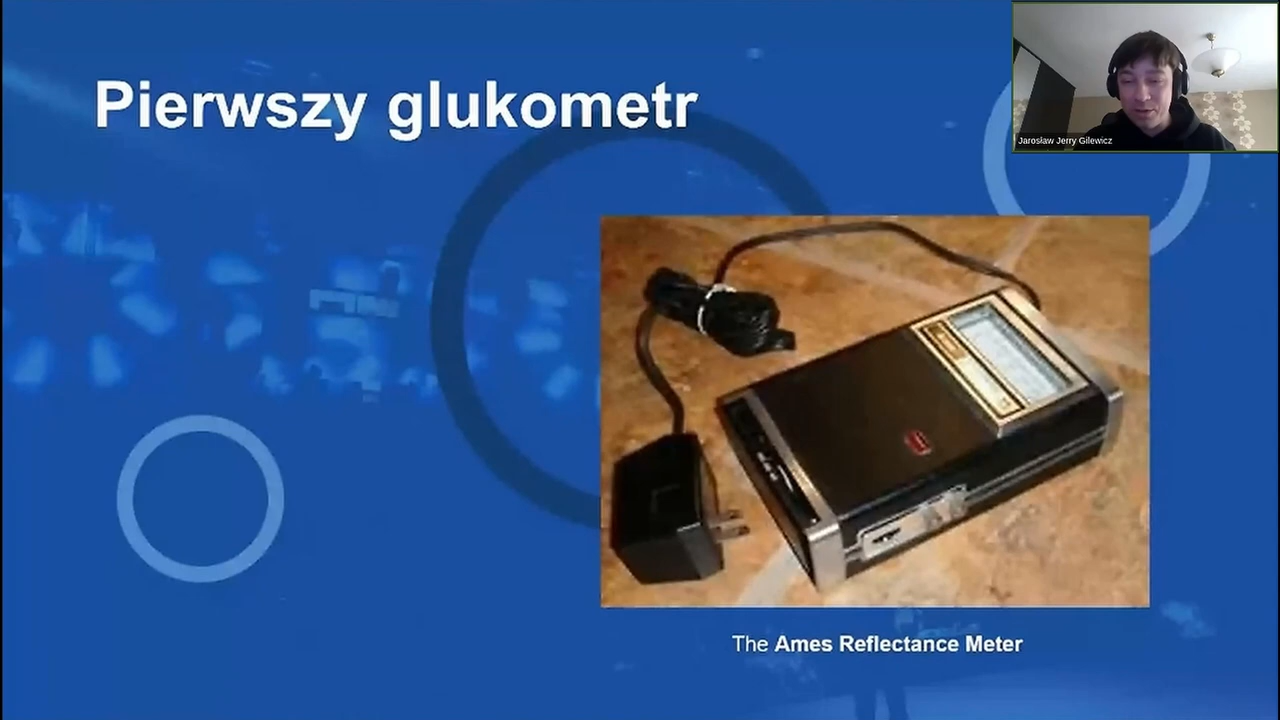 Pierwszy glukometr
Jarosław Jerry Gilewicz
The Ames Reflectance Meter